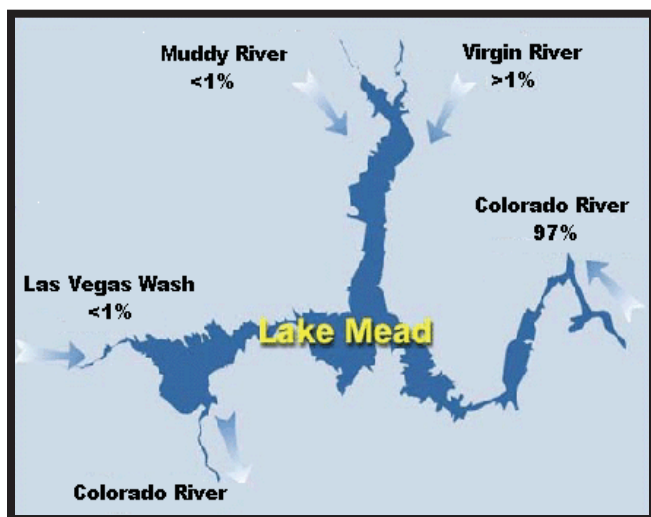 Muddy River
<1%
Virgin River
>1%
Colorado River
97%
Las Vegas Wash
<1%
Lake Mead
Colorado River